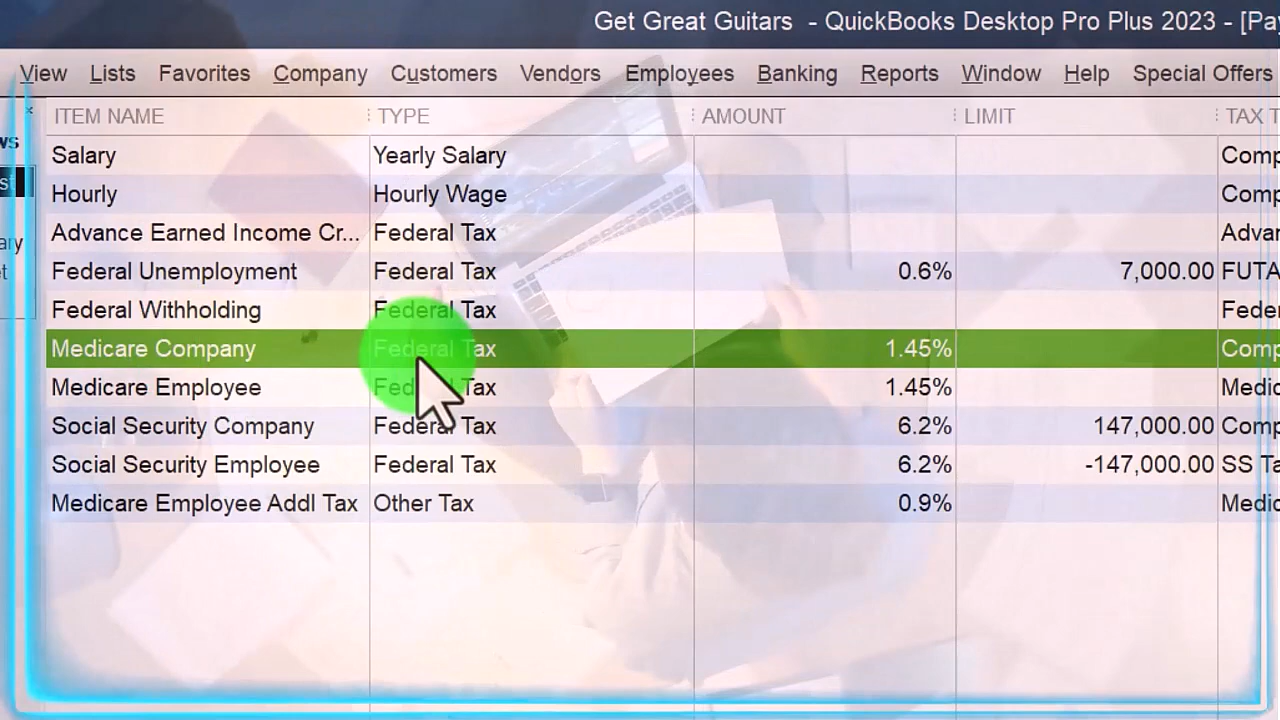 Get Great Guitars - QuickBooks Desktop Pro Plus 2023 - [Pay
View Lists Favorites Company Customers Vendors Employees Banking Reports Window Help Special Offers
ITEM NAME TYPE AMOUNT LIMIT TAX T
Salary Yearly Salary Comp
Hourly Hourly Wage Comp
Advance Earned Income Cr... Federal Tax Advan
Federal Unemployment Federal Tax 0.6% 7,000.00 FUTA
Federal Withholding Federal Tax Feder
Medicare Company Federal Tax 1.45% Comp
Medicare Employee Federal Tax 1.45% Medic
Social Security Company Federal Tax 6.2% 147,000.00 Comp
Social Security Employee Federal Tax 6.2% -147,000.00 SS Ta
Medicare Employee Addl Tax Other Tax 0.9% Medic